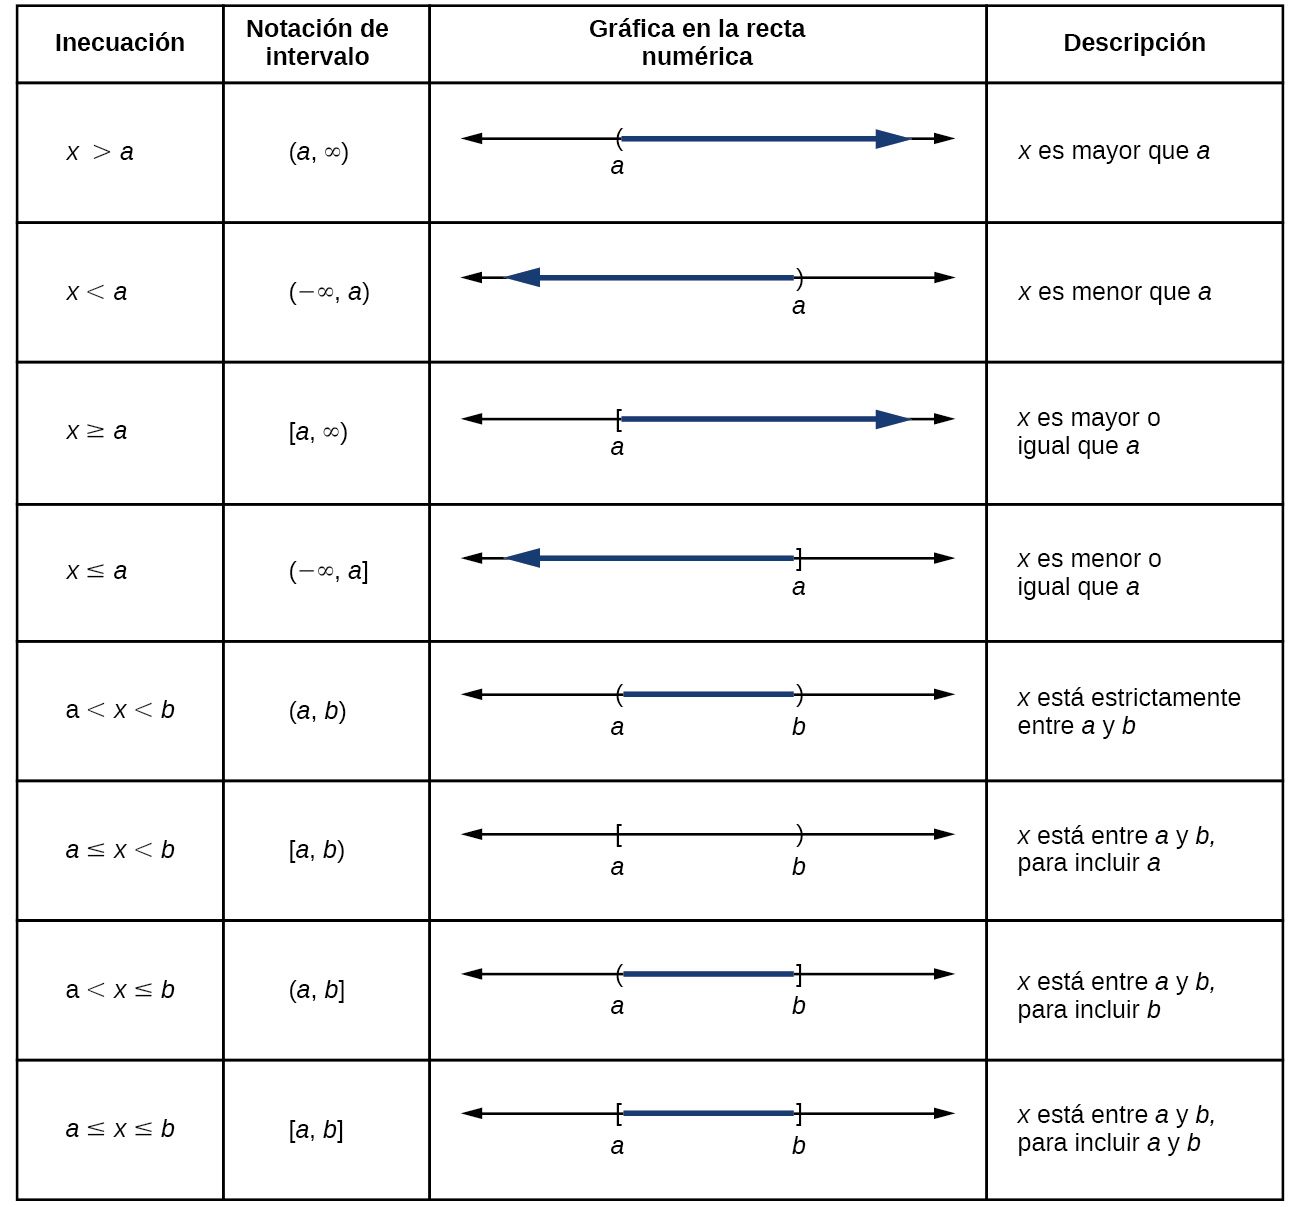 Inecuación
Notación de
intervalo
Gráfica en la recta
numérica
Descripción
x > a
(a, ∞)
(
a
x es mayor que a
x < a
(−∞, a)
)
a
x es menor que a
x ≥ a
[a, ∞)
[
a
x es mayor o
igual que a
x ≤ a
(−∞, a]
]
a
x es menor o
igual que a
a < x < b
(a, b)
( )
a b
x está estrictamente
entre a y b
a ≤ x < b
[a, b)
[ )
a b
x está entre a y b,
para incluir a
a < x ≤ b
(a, b]
( ]
a b
x está entre a y b,
para incluir b
a ≤ x ≤ b
[a, b]
[ ]
a b
x está entre a y b,
para incluir a y b